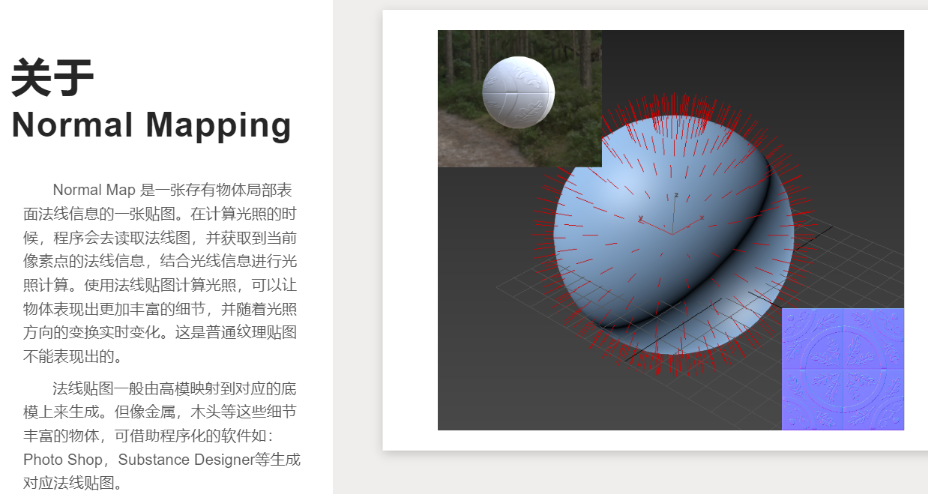 关于
Normal Mapping
Normal Map 是一张存有物体局部表
面法线信息的一张贴图。在计算光照的时
候，程序会去读取法线图，并获取到当前
像素点的法线信息，结合光线信息进行光
照计算。使用法线贴图计算光照，可以让
物体表现出更加丰富的细节，并随着光照
方向的变换实时变化。这是普通纹理贴图
不能表现出的。
法线贴图一般由高模映射到对应的底
模上来生成。但像金属，木头等这些细节
丰富的物体，可借助程序化的软件如：
Photo Shop，Substance Designer等生成
对应法线贴图。